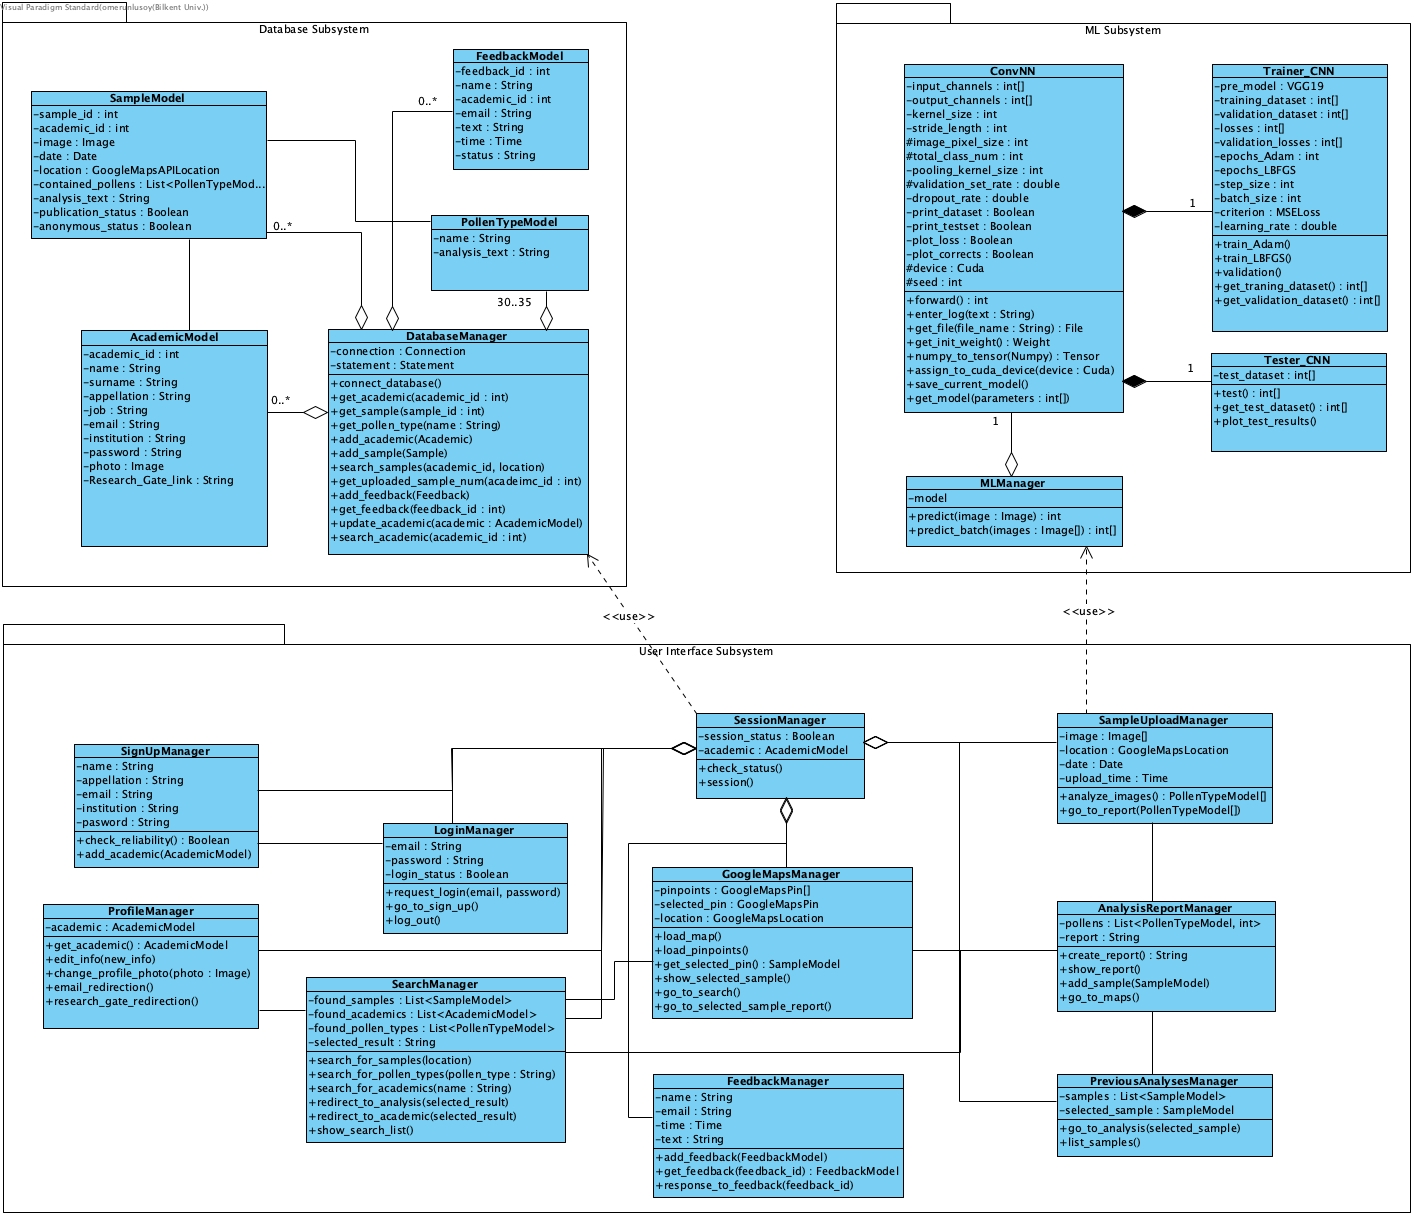 Visual Paradigm Standard(omerunlusoy(Bilkent Univ.))
Database Subsystem
FeedbackModel
-feedback_id : int
-name : String
-academic_id : int
-email : String
-text : String
-time : Time
-status : String
0..*
SampleModel
-sample_id : int
-academic_id : int
-image : Image
-date : Date
-location : GoogleMapsAPILocation
-contained_pollens : List<PollenTypeMod...
-analysis_text : String
-publication_status : Boolean
-anonymous_status : Boolean
0..*
PollenTypeModel
-name : String
-analysis_text : String
30..35
AcademicModel
-academic_id : int
-name : String
-surname : String
-appellation : String
-job : String
-email : String
-institution : String
-password : String
-photo : Image
-Research_Gate_link : String
0..*
DatabaseManager
-connection : Connection
-statement : Statement
+connect_database()
+get_academic(academic_id : int)
+get_sample(sample_id : int)
+get_pollen_type(name : String)
+add_academic(Academic)
+add_sample(Sample)
+search_samples(academic_id, location)
+get_uploaded_sample_num(acadeimc_id : int)
+add_feedback(Feedback)
+get_feedback(feedback_id : int)
+update_academic(academic : AcademicModel)
+search_academic(academic_id : int)
ML Subsystem
ConvNN
-input_channels : int[]
-output_channels : int[]
-kernel_size : int
-stride_length : int
#image_pixel_size : int
#total_class_num : int
-pooling_kernel_size : int
#validation_set_rate : double
-dropout_rate : double
-print_dataset : Boolean
-print_testset : Boolean
-plot_loss : Boolean
-plot_corrects : Boolean
#device : Cuda
#seed : int
+forward() : int
+enter_log(text : String)
+get_file(file_name : String) : File
+get_init_weight() : Weight
+numpy_to_tensor(Numpy) : Tensor
+assign_to_cuda_device(device : Cuda)
+save_current_model()
+get_model(parameters : int[])
1
Trainer_CNN
-pre_model : VGG19
-training_dataset : int[]
-validation_dataset : int[]
-losses : int[]
-validation_losses : int[]
-epochs_Adam : int
-epochs_LBFGS
-step_size : int
-batch_size : int
-criterion : MSELoss
-learning_rate : double
+train_Adam()
+train_LBFGS()
+validation()
+get_traning_dataset() : int[]
+get_validation_dataset() : int[]
1
Tester_CNN
-test_dataset : int[]
+test() : int[]
+get_test_dataset() : int[]
+plot_test_results()
1
MLManager
-model
+predict(image : Image) : int
+predict_batch(images : Image[]) : int[]
<<use>>
<<use>>
User Interface Subsystem
SessionManager
-session_status : Boolean
-academic : AcademicModel
+check_status()
+session()
SampleUploadManager
-image : Image[]
-location : GoogleMapsLocation
-date : Date
-upload_time : Time
+analyze_images() : PollenTypeModel[]
+go_to_report(PollenTypeModel[])
SignUpManager
-name : String
-appellation : String
-email : String
-institution : String
-pasword : String
+check_reliability() : Boolean
+add_academic(AcademicModel)
LoginManager
-email : String
-password : String
-login_status : Boolean
+request_login(email, password)
+go_to_sign_up()
+log_out()
GoogleMapsManager
-pinpoints : GoogleMapsPin[]
-selected_pin : GoogleMapsPin
-location : GoogleMapsLocation
+load_map()
+load_pinpoints()
+get_selected_pin() : SampleModel
+show_selected_sample()
+go_to_search()
+go_to_selected_sample_report()
ProfileManager
-academic : AcademicModel
+get_academic() : AcademicModel
+edit_info(new_info)
+change_profile_photo(photo : Image)
+email_redirection()
+research_gate_redirection()
AnalysisReportManager
-pollens : List<PollenTypeModel, int>
-report : String
+create_report() : String
+show_report()
+add_sample(SampleModel)
+go_to_maps()
SearchManager
-found_samples : List<SampleModel>
-found_academics : List<AcademicModel>
-found_pollen_types : List<PollenTypeModel>
-selected_result : String
+search_for_samples(location)
+search_for_pollen_types(pollen_type : String)
+search_for_academics(name : String)
+redirect_to_analysis(selected_result)
+redirect_to_academic(selected_result)
+show_search_list()
FeedbackManager
-name : String
-email : String
-time : Time
-text : String
+add_feedback(FeedbackModel)
+get_feedback(feedback_id) : FeedbackModel
+response_to_feedback(feedback_id)
PreviousAnalysesManager
-samples : List<SampleModel>
-selected_sample : SampleModel
+go_to_analysis(selected_sample)
+list_samples()